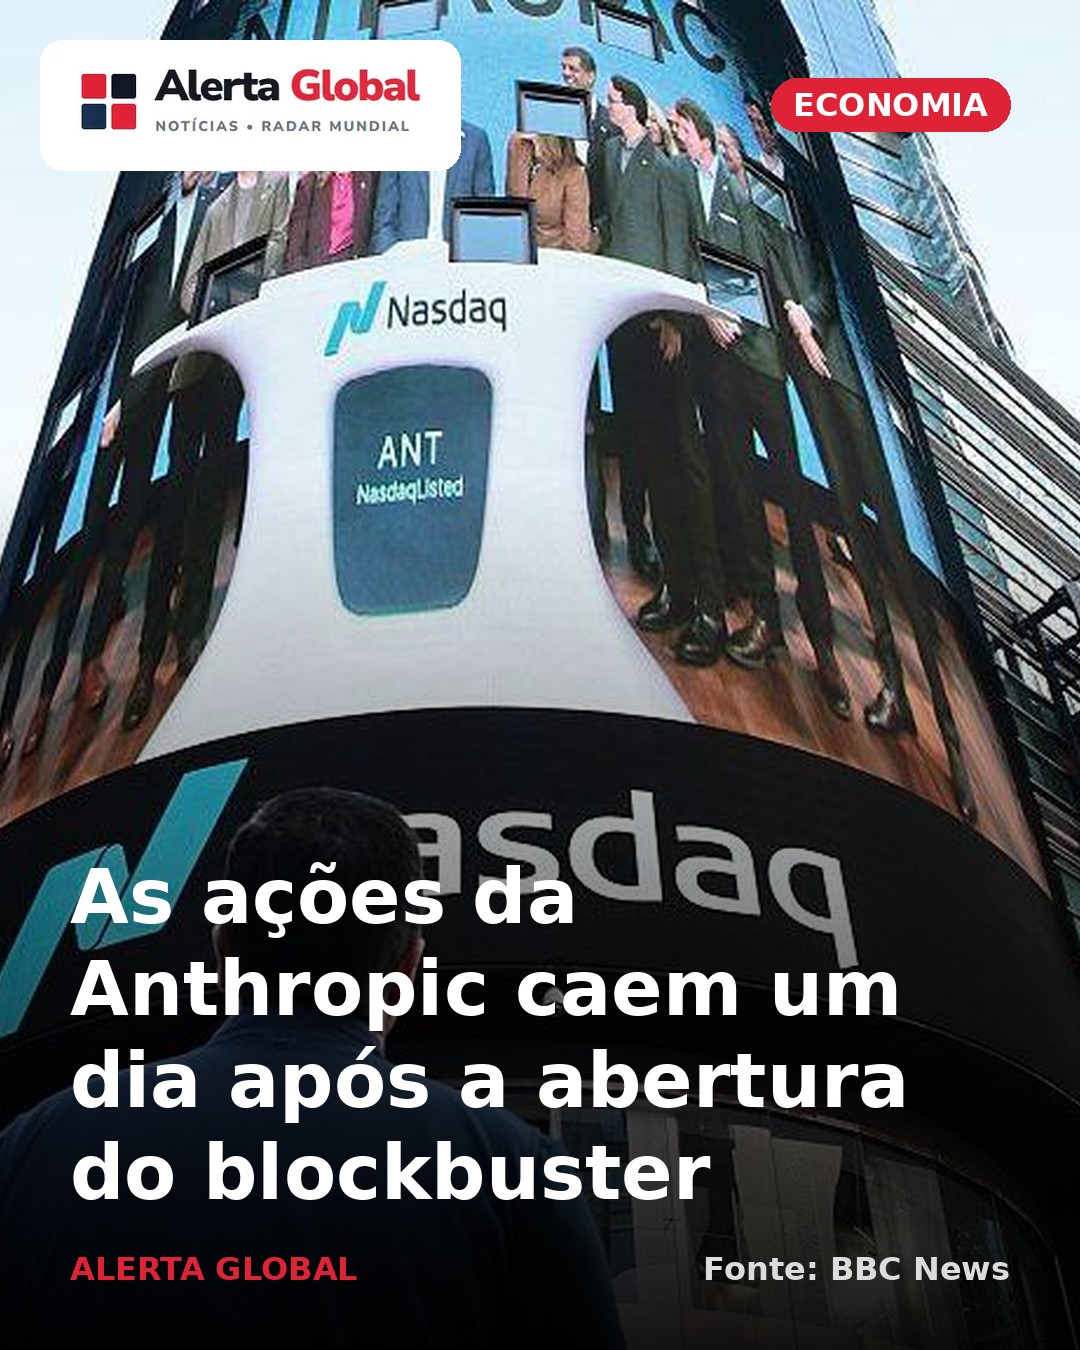 Alerta Global
NOTÍCIAS • RADAR MUNDIAL
ECONOMIA
Nasdaq
ANT
NasdaqListed
Nasdaq
As ações da
Anthropic caem um
dia após a abertura
do blockbuster
ALERTA GLOBAL
Fonte: BBC News